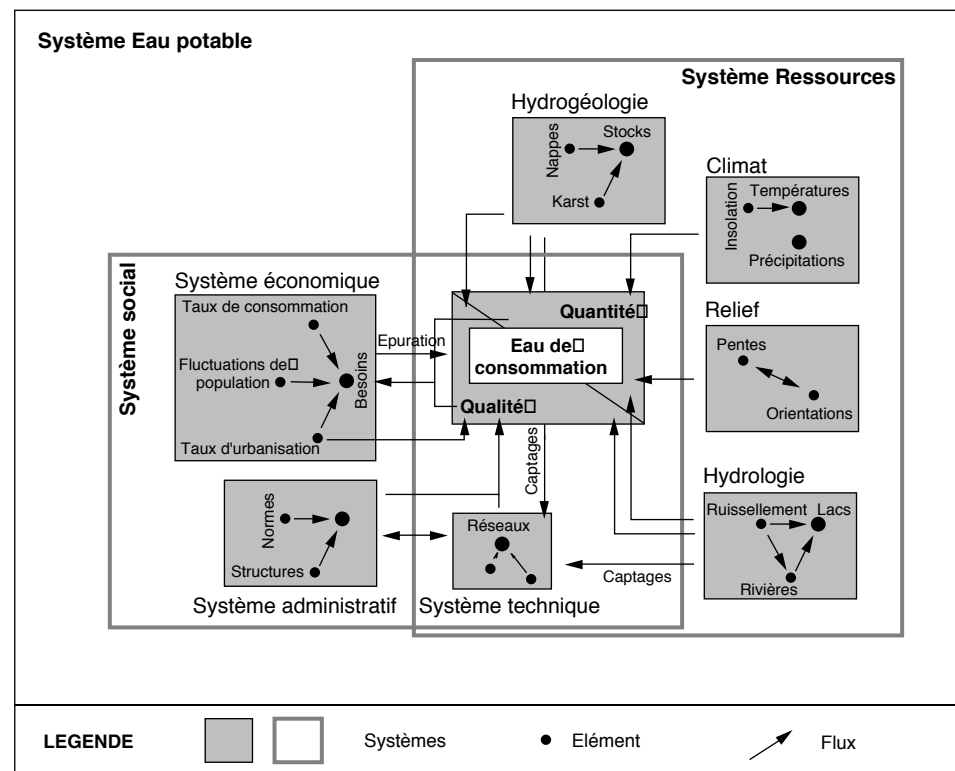 Système Eau potable
Système Ressources
Hydrogéologie
Nappes
Stocks
Karst
Climat
Insolation
Températures
Précipitations
Système social
Système économique
Taux de consommation
Fluctuations de
population
Besoins
Taux d'urbanisation
Epuration
Quantité
Eau de
consommation
Qualité
Relief
Pentes
Orientations
Captages
Hydrologie
Ruissellement
Lacs
Rivières
Normes
Structures
Réseaux
Captages
Système administratif
Système technique
LEGENDE
Systèmes
Elément
Flux